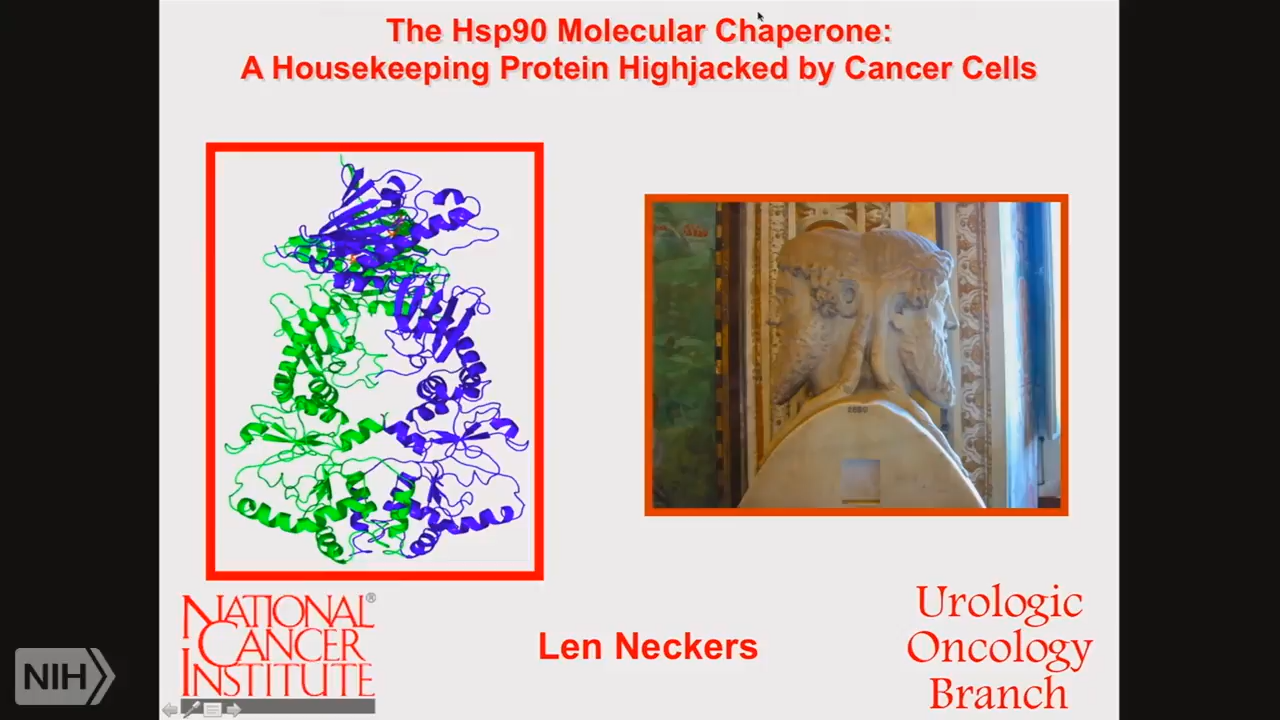 The Hsp90 Molecular Chaperone:
A Housekeeping Protein Highjacked by Cancer Cells
NATIONAL
CANCER
INSTITUTE
®
Len Neckers
Urologic
Oncology
Branch
NIH